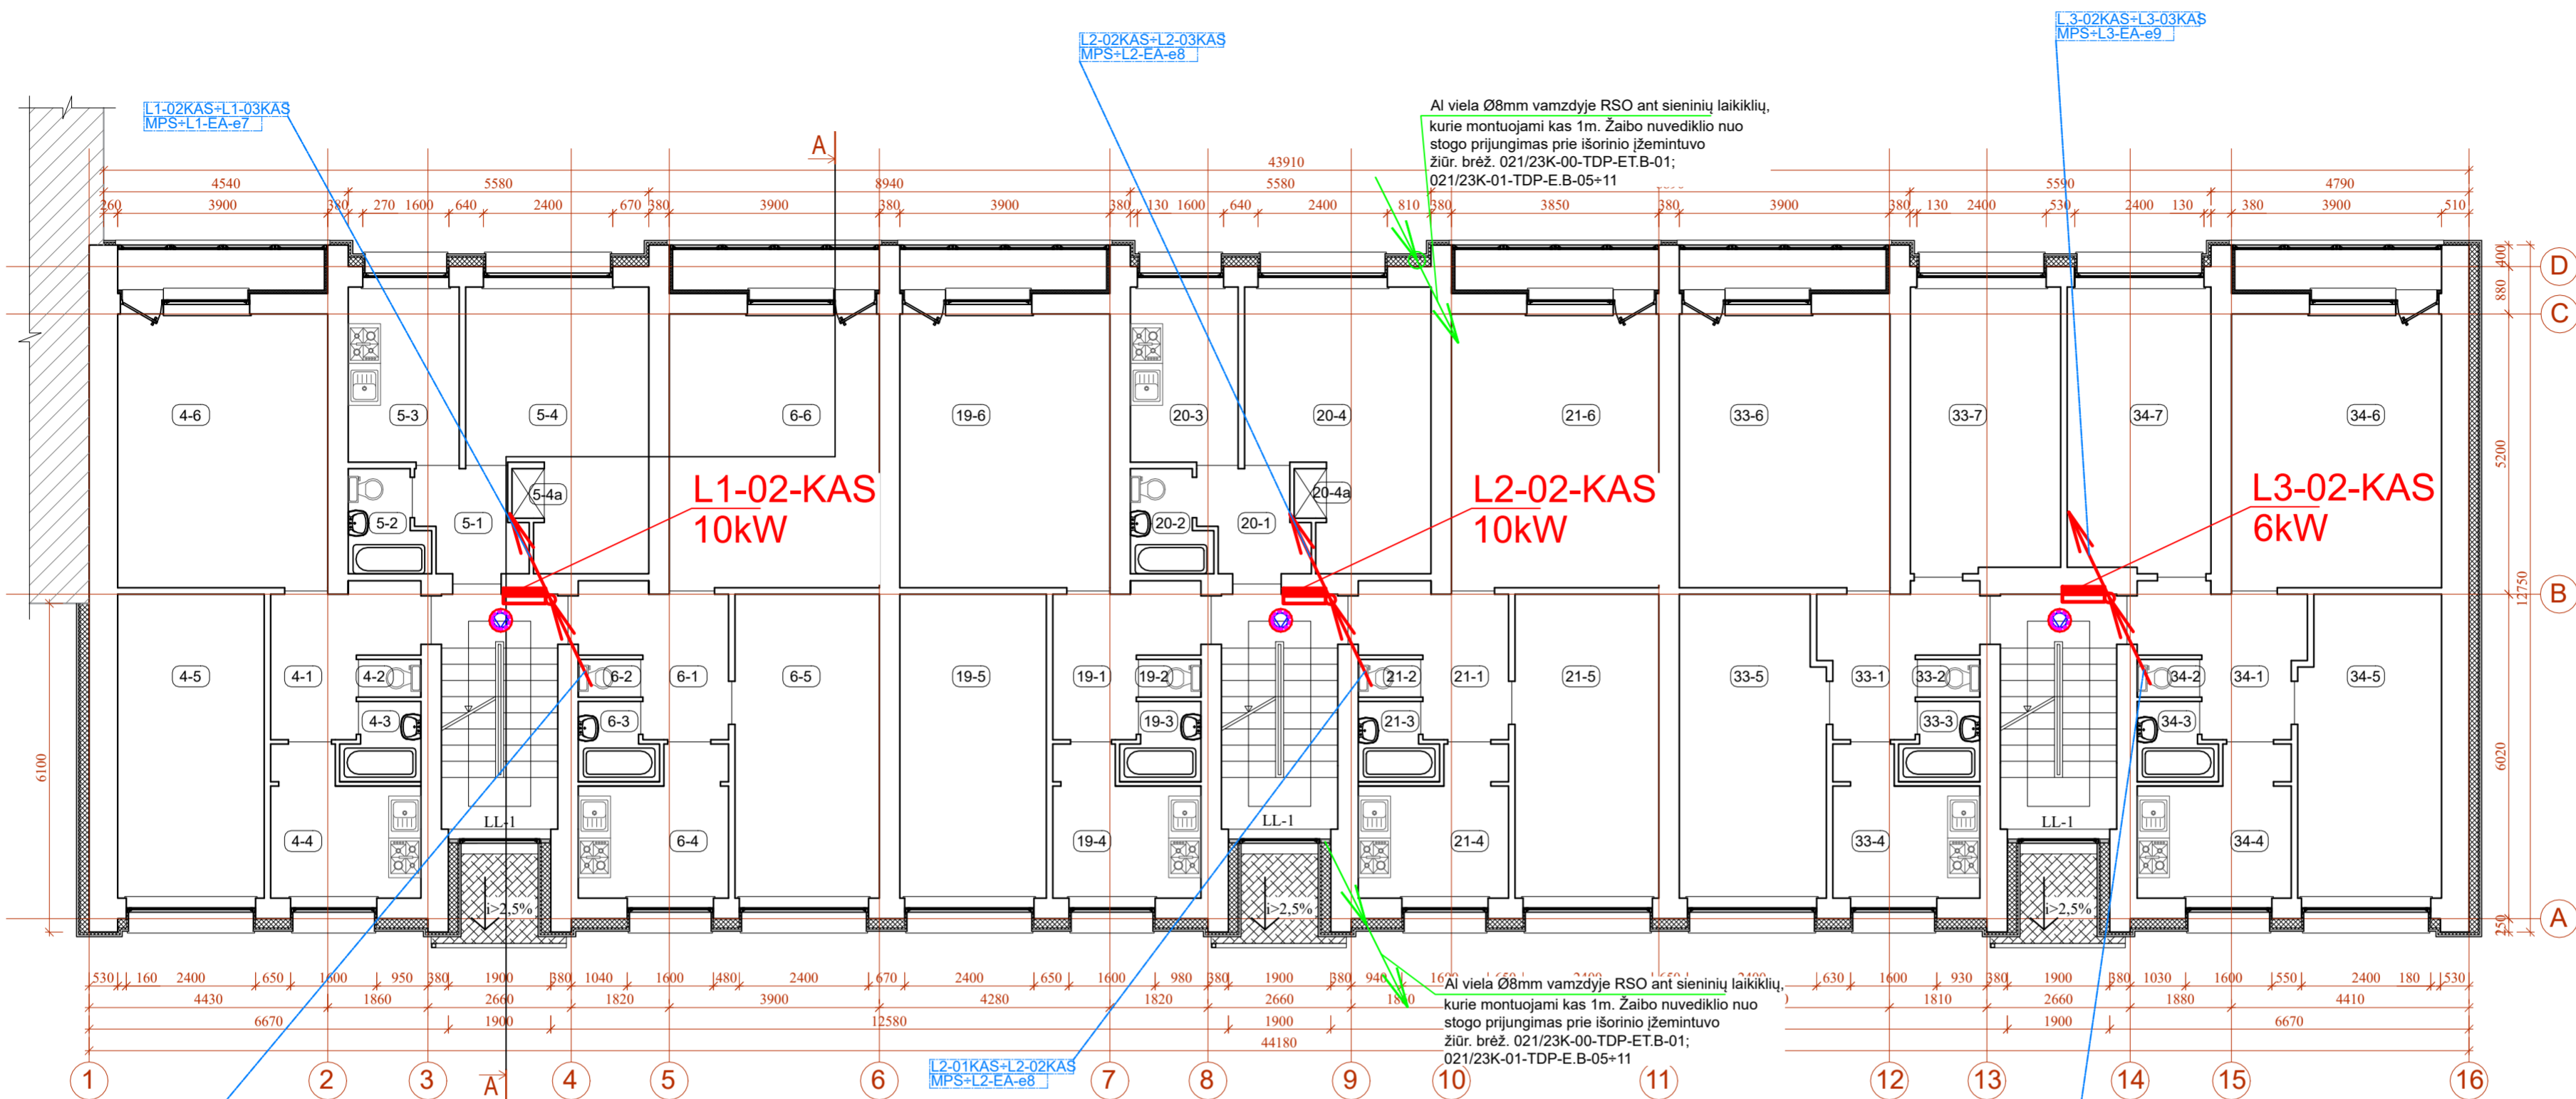 L1-02KAS÷L1-03KAS
MPS÷L1-EA-e7
L2-02KAS÷L2-03KAS
MPS÷L2-EA-e8
L.3-02KAS÷L3-03KAS
MPS÷L3-EA-e9
Al viela Ø8mm vamzdyje RSO ant sieninių laikiklių,
kurie montuojami kas 1m. Žaibo nuvediklio nuo
stogo prijungimas prie išorinio įžemintuvo
žiūr. brėž. 021/23K-00-TDP-ET.B-01;
021/23K-01-TDP-E.B-05÷11
A
43910
4540 5580 8940 5580 5590 4790
260 3900 380 270 1600 640 2400 670 380 3900 380 3900 380 130 1600 640 2400 810 380 3850 380 3900 380 130 2400 530 2400 130 380 3900 510
400 D
880 C
4-6 5-3 5-4 6-6 19-6 20-3 20-4 21-6 33-6 33-7 34-7 34-6
5200
L1-02-KAS
10kW
L2-02-KAS
10kW
L3-02-KAS
6kW
5-2 5-1 5-4a 20-2 20-1 20-4a
12750 B
4-5 4-1 4-2 6-2 6-1 6-5 19-5 19-1 19-2 21-2 21-1 21-5 33-5 33-1 33-2 34-2 34-1 34-5
4-3 6-3 19-3 21-3 33-3 34-3
6100 6020
LL-1 LL-1 LL-1
4-4 6-4 19-4 21-4 33-4 34-4
i>2,5% i>2,5% i>2,5%
250 A
530 160 2400 650 1600 950 380 1900 380 1040 1600 480 2400 670 2400 650 1600 980 380 1900 380 940 630 1600 930 380 1900 380 1030 1600 550 2400 180 530
4430 1860 2660 1820 3900 4280 1820 2660 1810 2660 1880 4410
6670 1900 12580 1900 1900 6670
44180
Al viela Ø8mm vamzdyje RSO ant sieninių laikiklių,
kurie montuojami kas 1m. Žaibo nuvediklio nuo
stogo prijungimas prie išorinio įžemintuvo
žiūr. brėž. 021/23K-00-TDP-ET.B-01;
021/23K-01-TDP-E.B-05÷11
L2-01KAS÷L2-02KAS
MPS÷L2-EA-e8
1 2 3 4 5 6 7 8 9 10 11 12 13 14 15 16
A